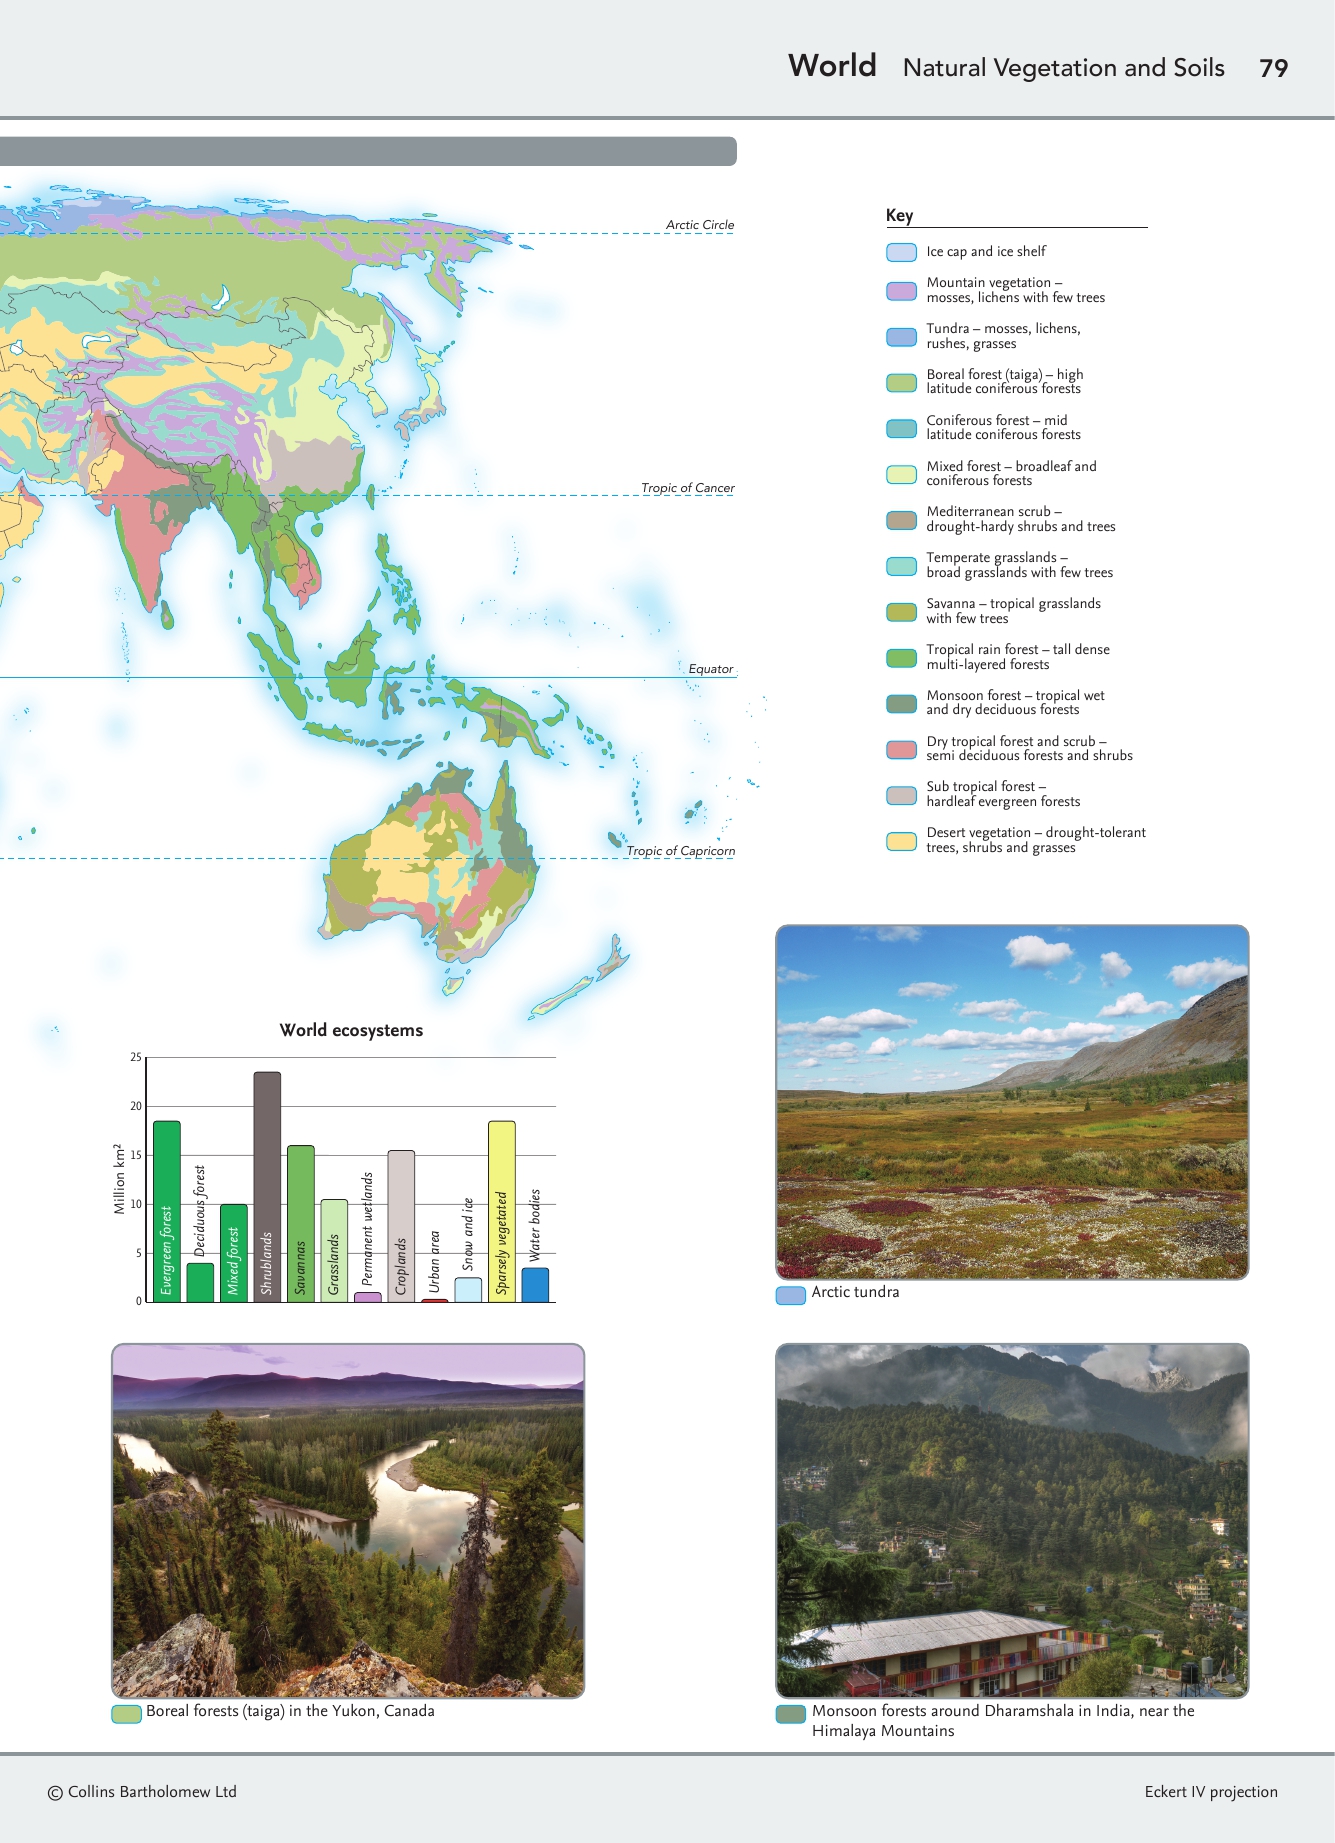 World Natural Vegetation and Soils 79
Arctic Circle
Tropic of Cancer
Equator
Tropic of Capricorn
Key
Ice cap and ice shelf
Mountain vegetation –
mosses, lichens with few trees
Tundra – mosses, lichens,
rushes, grasses
Boreal forest (taiga) – high
latitude coniferous forests
Coniferous forest – mid
latitude coniferous forests
Mixed forest – broadleaf and
coniferous forests
Mediterranean scrub –
drought-hardy shrubs and trees
Temperate grasslands –
broad grasslands with few trees
Savanna – tropical grasslands
with few trees
Tropical rain forest – tall dense
multi-layered forests
Monsoon forest – tropical wet
and dry deciduous forests
Dry tropical forest and scrub –
semi deciduous forests and shrubs
Sub tropical forest –
hardleaf evergreen forests
Desert vegetation – drought-tolerant
trees, shrubs and grasses
World ecosystems
Million km²
25
20
15
10
5
0
Evergreen forest
Deciduous forest
Mixed forest
Shrublands
Savannas
Grasslands
Permanent wetlands
Croplands
Urban area
Snow and ice
Sparsely vegetated
Water bodies
Arctic tundra
Boreal forests (taiga) in the Yukon, Canada
Monsoon forests around Dharamshala in India, near the
Himalaya Mountains
© Collins Bartholomew Ltd
Eckert IV projection